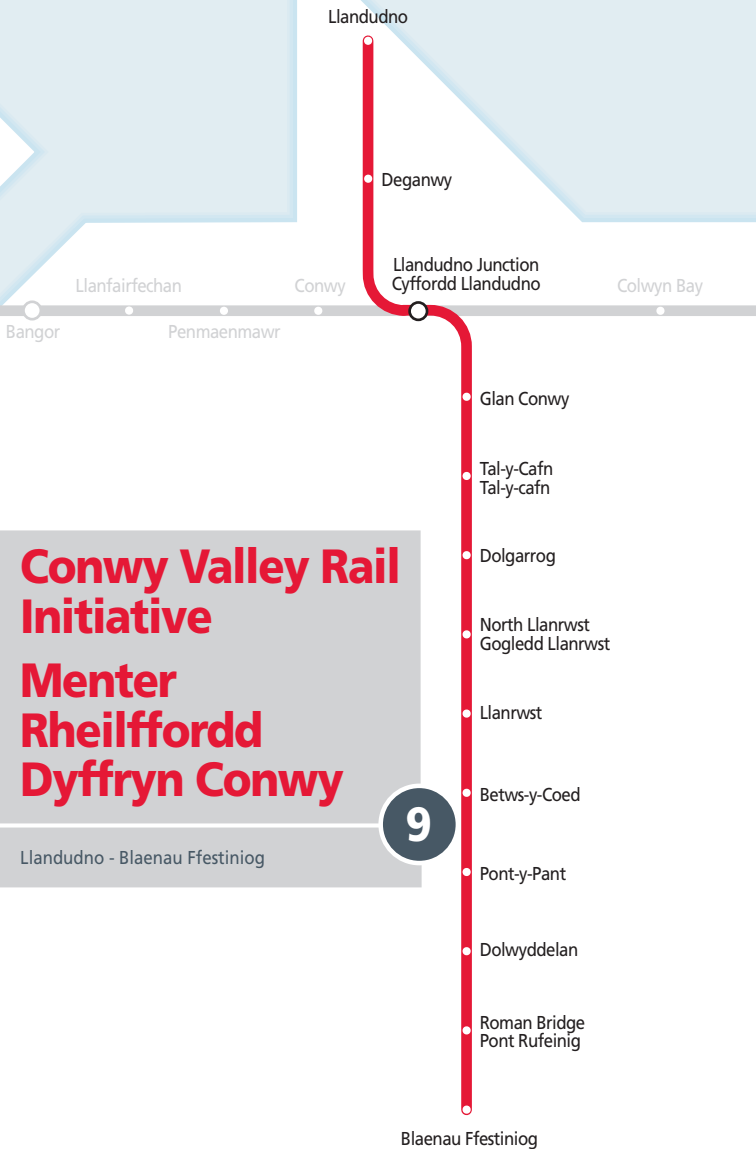 Llandudno
Deganwy
Llandudno Junction
Cyffordd Llandudno
Llanfairfechan
Conwy
Colwyn Bay
Bangor
Penmaenmawr
Glan Conwy
Tal-y-Cafn
Tal-y-cafn
Dolgarrog
North Llanrwst
Gogledd Llanrwst
Llanrwst
Betws-y-Coed
Pont-y-Pant
Dolwyddelan
Roman Bridge
Pont Rufeinig
Blaenau Ffestiniog
Conwy Valley Rail
Initiative
Menter
Rheilffordd
Dyffryn Conwy
9
Llandudno - Blaenau Ffestiniog